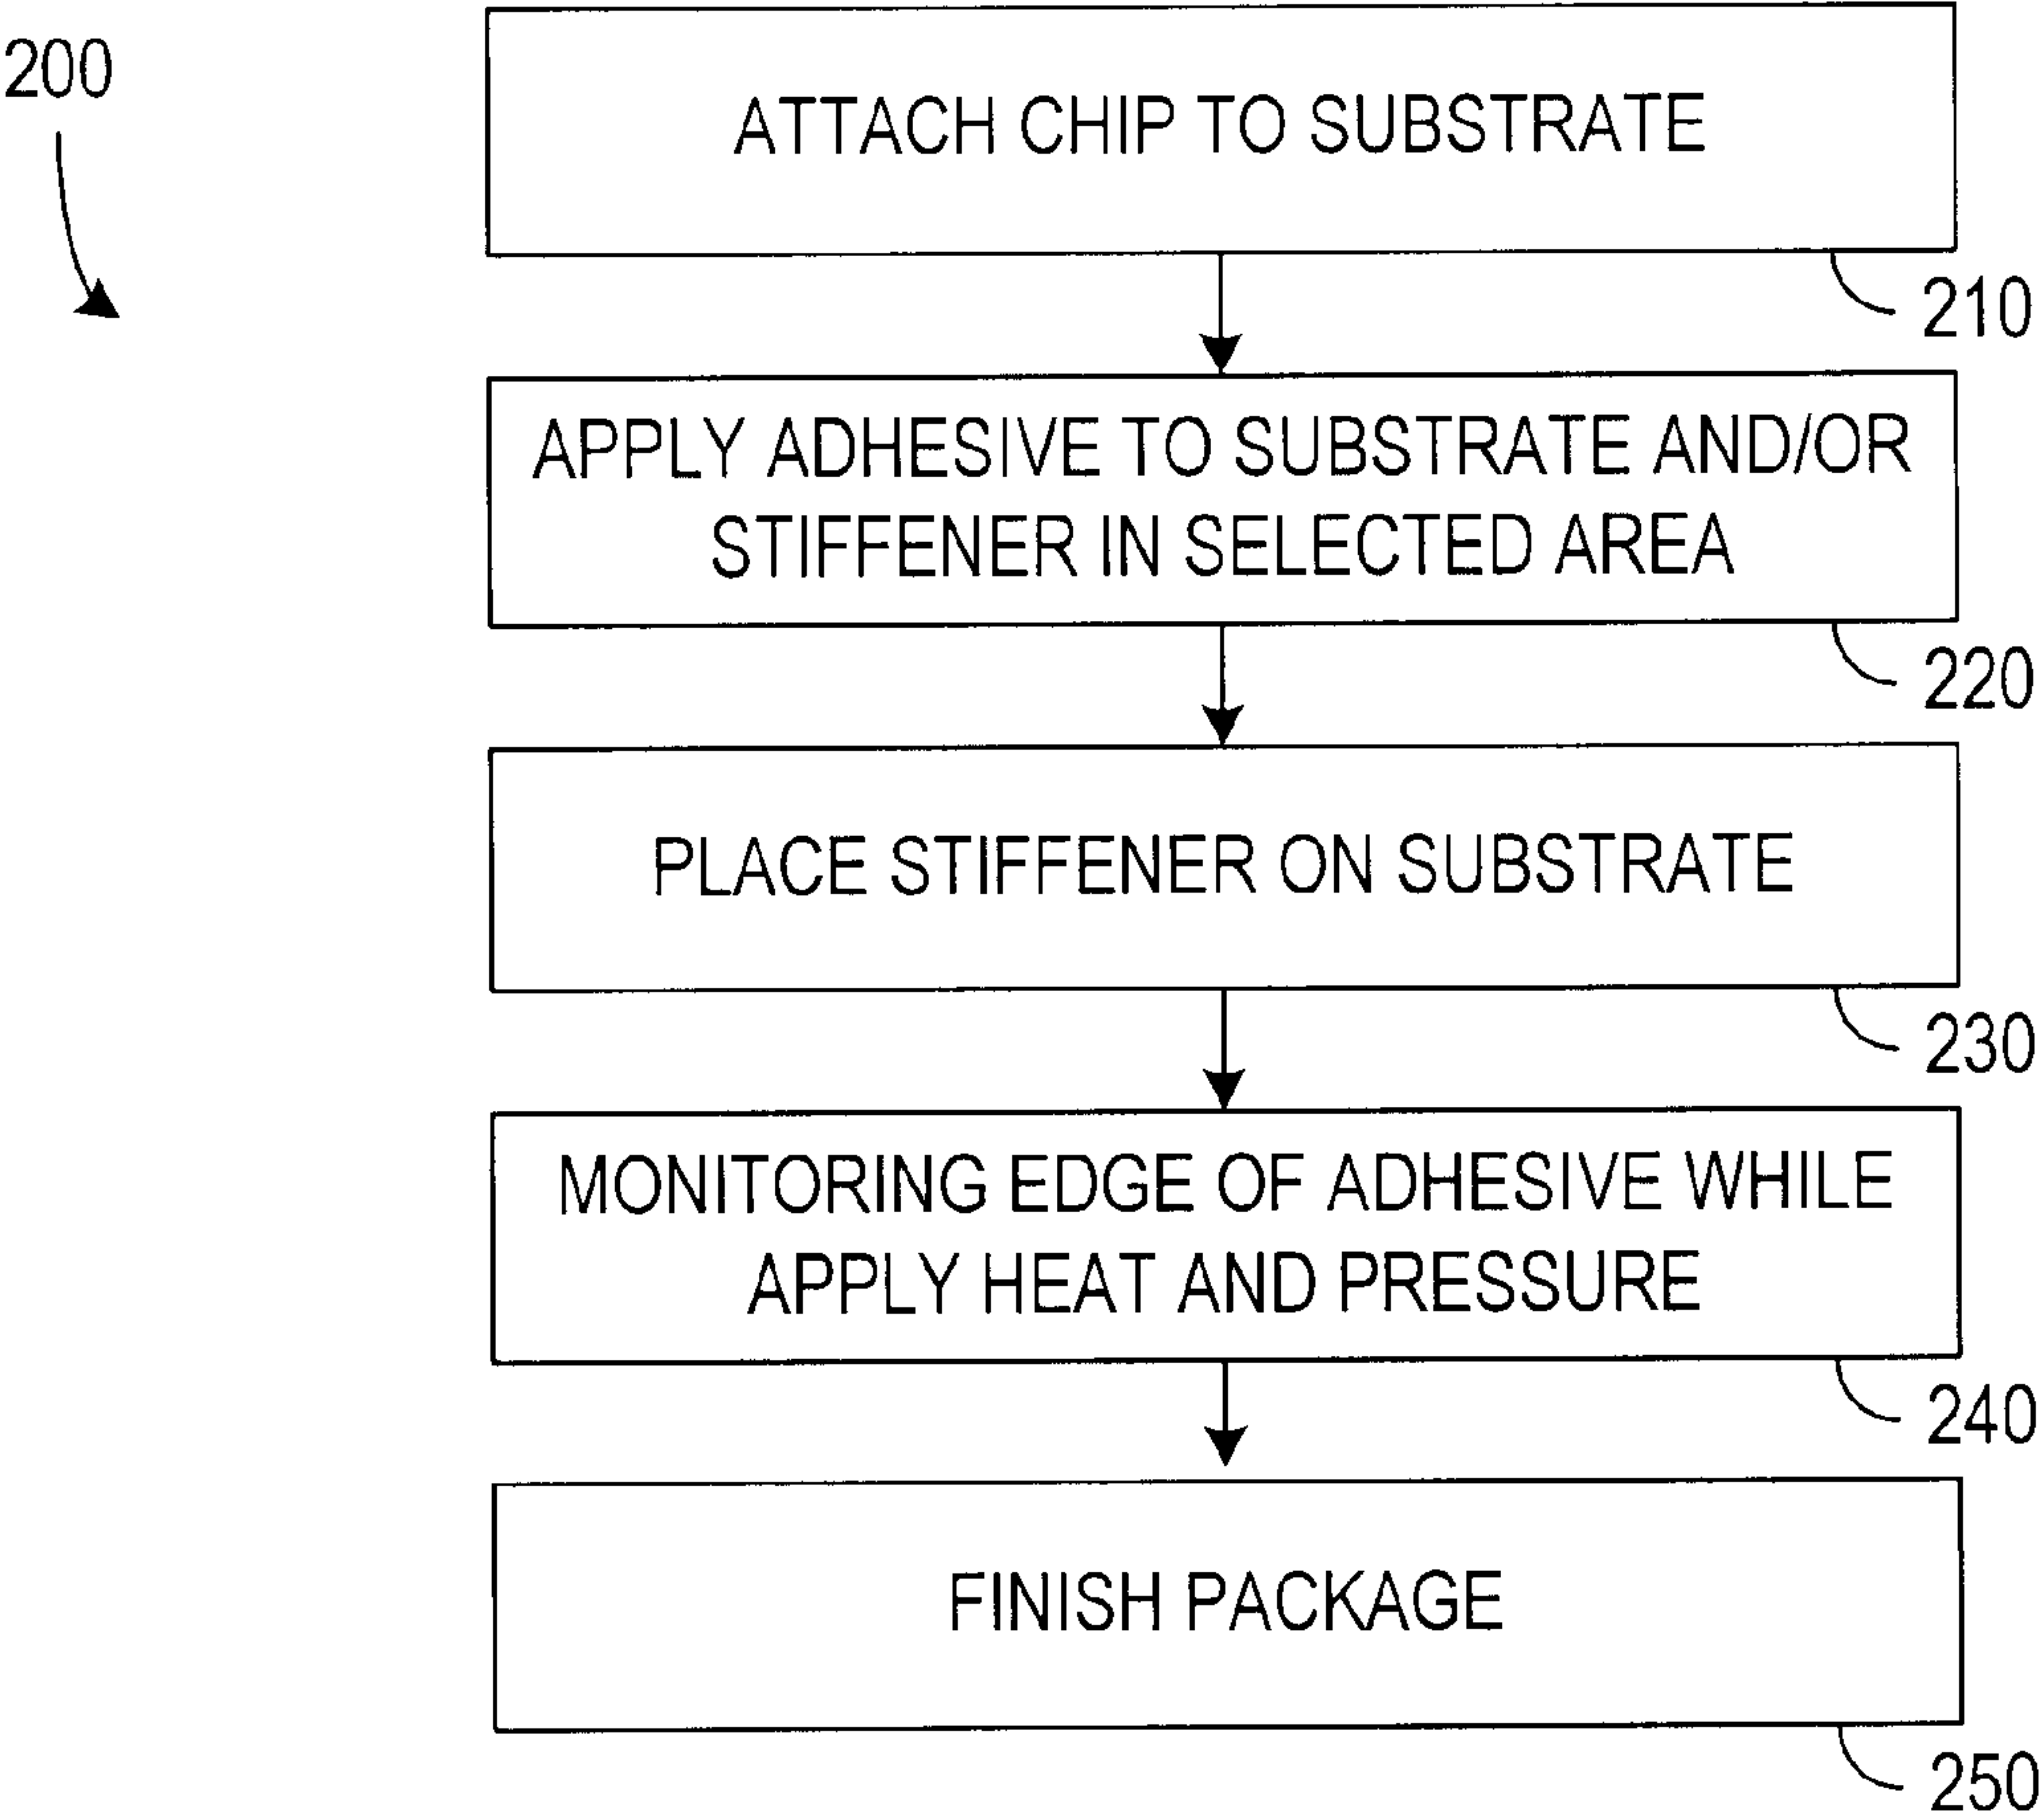 200
ATTACH CHIP TO SUBSTRATE
210
APPLY ADHESIVE TO SUBSTRATE AND/OR
STIFFENER IN SELECTED AREA
220
PLACE STIFFENER ON SUBSTRATE
230
MONITORING EDGE OF ADHESIVE WHILE
APPLY HEAT AND PRESSURE
240
FINISH PACKAGE
250